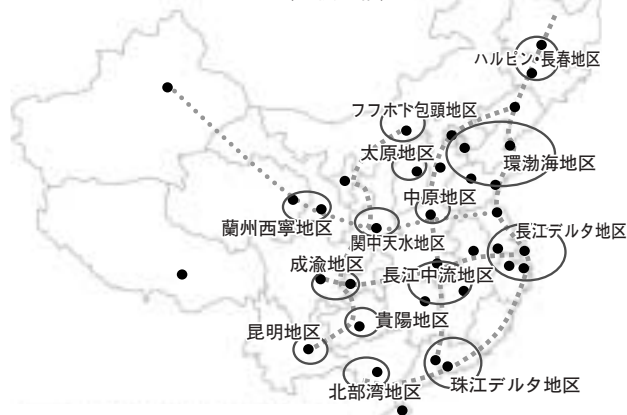 ハルピン・長春地区
フフホト包頭地区
太原地区
環渤海地区
中原地区
蘭州西寧地区
関中天水地区
長江デルタ地区
成渝地区
長江中流地区
貴陽地区
昆明地区
北部湾地区
珠江デルタ地区